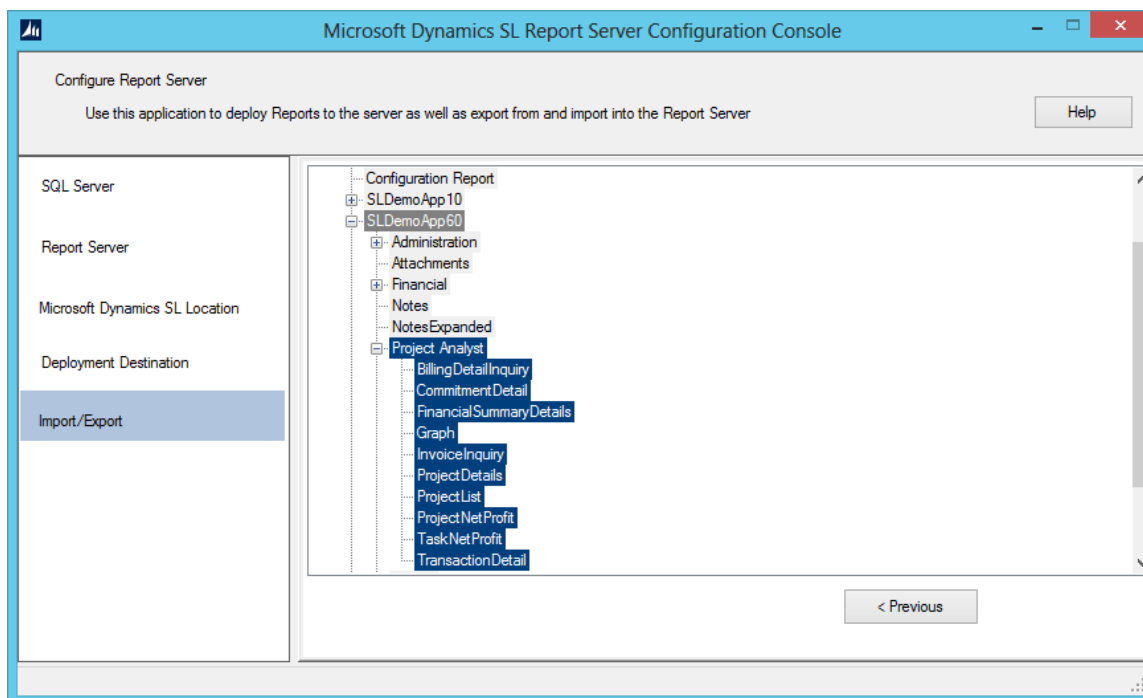 Microsoft Dynamics SL Report Server Configuration Console
Configure Report Server
Use this application to deploy Reports to the server as well as export from and import into the Report Server
Help
SQL Server
Report Server
Microsoft Dynamics SL Location
Deployment Destination
Import/Export
Configuration Report
SLDemoApp10
SLDemoApp60
Administration
Attachments
Financial
Notes
NotesExpanded
Project Analyst
BillingDetailInquiry
CommitmentDetail
FinancialSummaryDetails
Graph
InvoiceInquiry
ProjectDetails
ProjectList
ProjectNetProfit
TaskNetProfit
TransactionDetail
< Previous